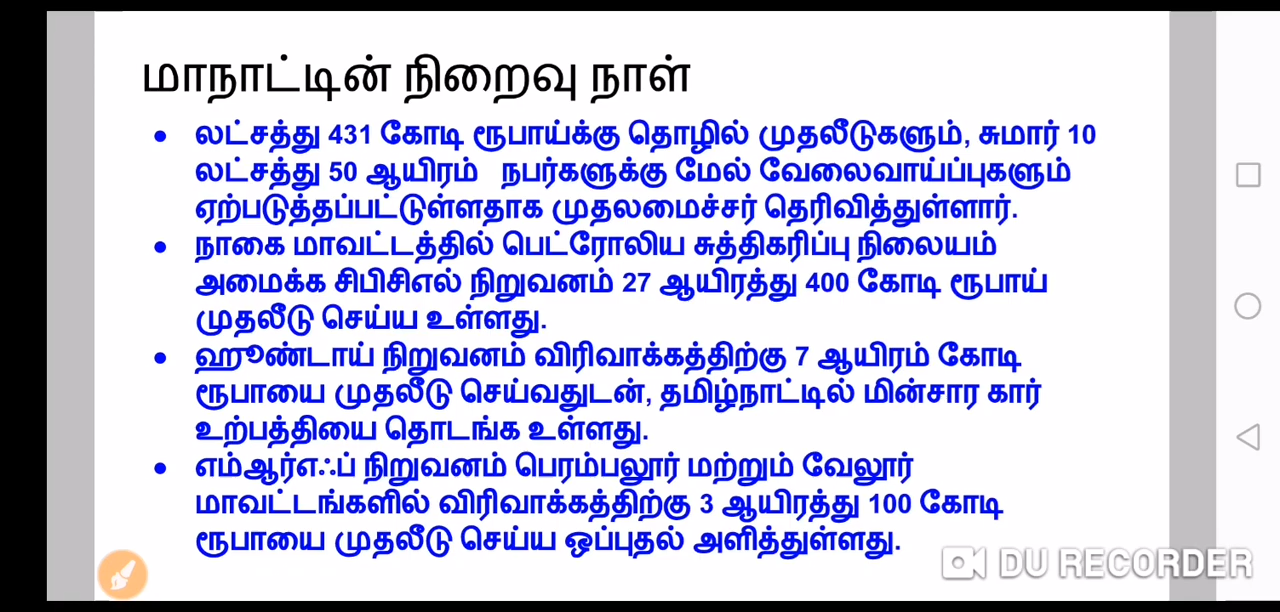 மாநாட்டின் நிறைவு நாள்
• லட்சத்து 431 கோடி ரூபாய்க்கு தொழில் முதலீடுகளும், சுமார் 10
லட்சத்து 50 ஆயிரம் நபர்களுக்கு மேல் வேலைவாய்ப்புகளும்
ஏற்படுத்தப்பட்டுள்ளதாக முதலமைச்சர் தெரிவித்துள்ளார்.
• நாகை மாவட்டத்தில் பெட்ரோலிய சுத்திகரிப்பு நிலையம்
அமைக்க சிபிசிஎல் நிறுவனம் 27 ஆயிரத்து 400 கோடி ரூபாய்
முதலீடு செய்ய உள்ளது.
• ஹூண்டாய் நிறுவனம் விரிவாக்கத்திற்கு 7 ஆயிரம் கோடி
ரூபாயை முதலீடு செய்வதுடன், தமிழ்நாட்டில் மின்சார கார்
உற்பத்தியை தொடங்க உள்ளது.
• எம்ஆர்எஃப் நிறுவனம் பெரம்பலூர் மற்றும் வேலூர்
மாவட்டங்களில் விரிவாக்கத்திற்கு 3 ஆயிரத்து 100 கோடி
ரூபாயை முதலீடு செய்ய ஒப்புதல் அளித்துள்ளது.
DU RECORDER